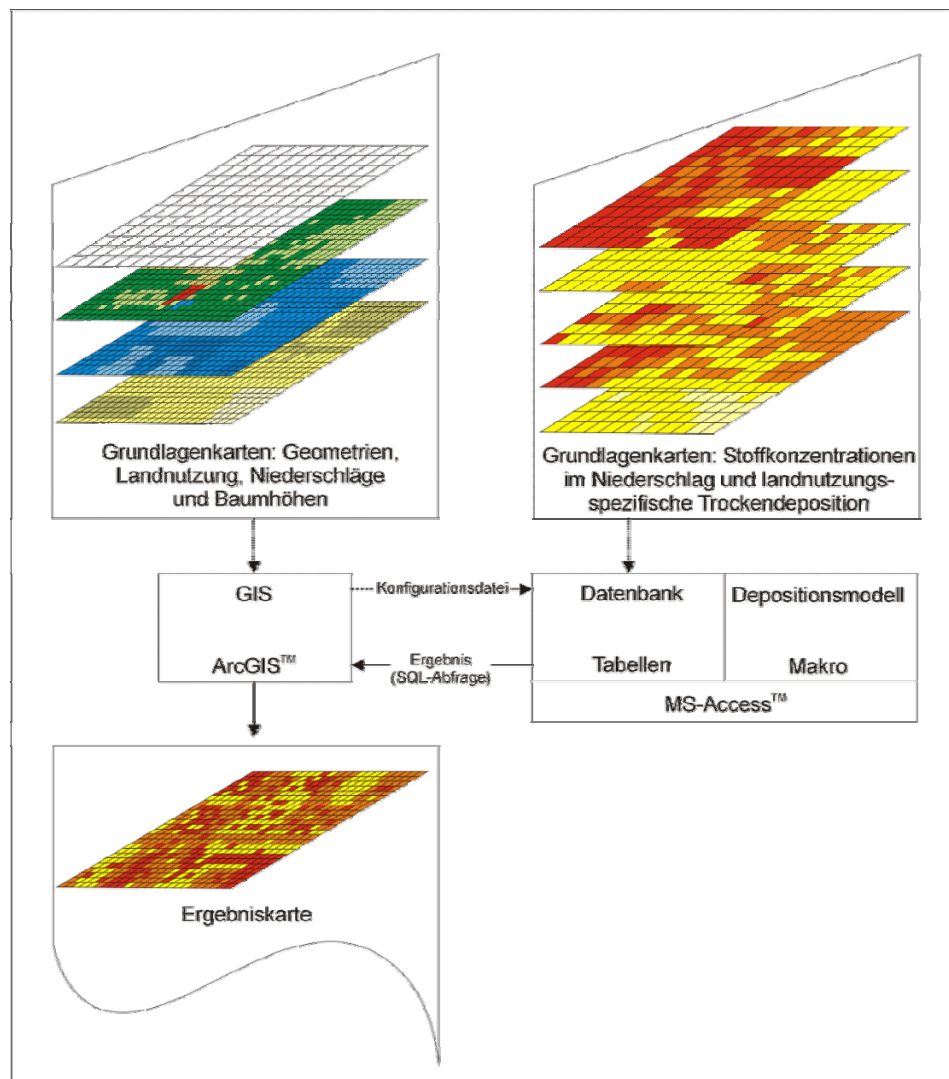 Grundlagenkarten: Geometrien,
Landnutzung, Niederschläge
und Baumhöhen
Grundlagenkarten: Stoffkonzentrationen
im Niederschlag und landnutzungs-
spezifische Trockendeposition
GIS
ArcGIS™
Konfigurationsdatei
Ergebnis
(SQL-Abfrage)
Datenbank
Tabellen
Depositionsmodell
Makro
MS-Access™
Ergebniskarte